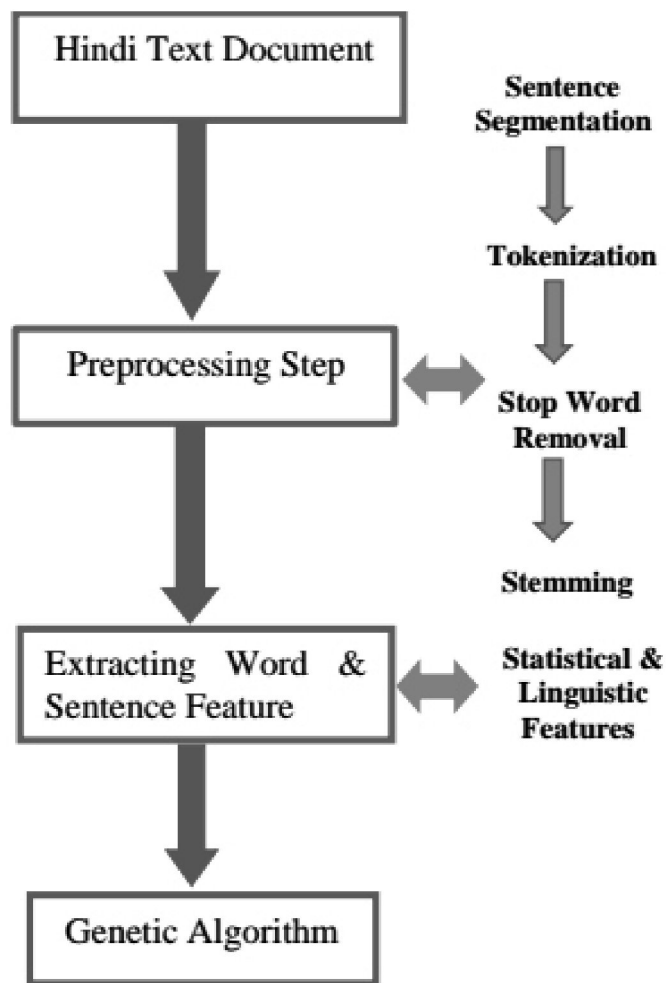 Hindi Text Document
Sentence
Segmentation
Tokenization
Preprocessing Step
Stop Word
Removal
Stemming
Extracting Word &
Sentence Feature
Statistical &
Linguistic
Features
Genetic Algorithm